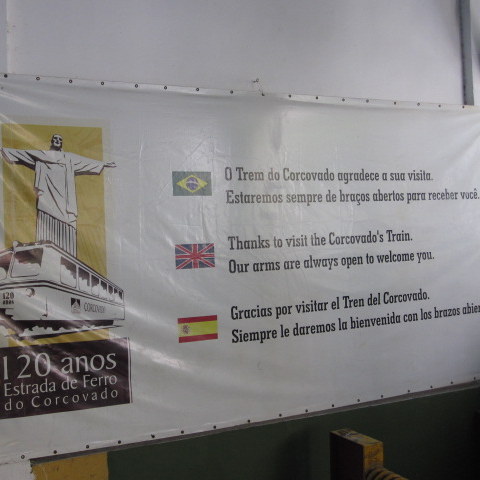 O Trem do Corcovado agradece a sua visita.
Estaremos sempre de braços abertos para receber você.
Thanks to visit the Corcovado's Train.
Our arms are always open to welcome you.
Gracias por visitar el Tren del Corcovado.
Siempre le daremos la bienvenida con los brazos
120
CORCOVADO
120 anos
Estrada de Ferro
do Corcovado